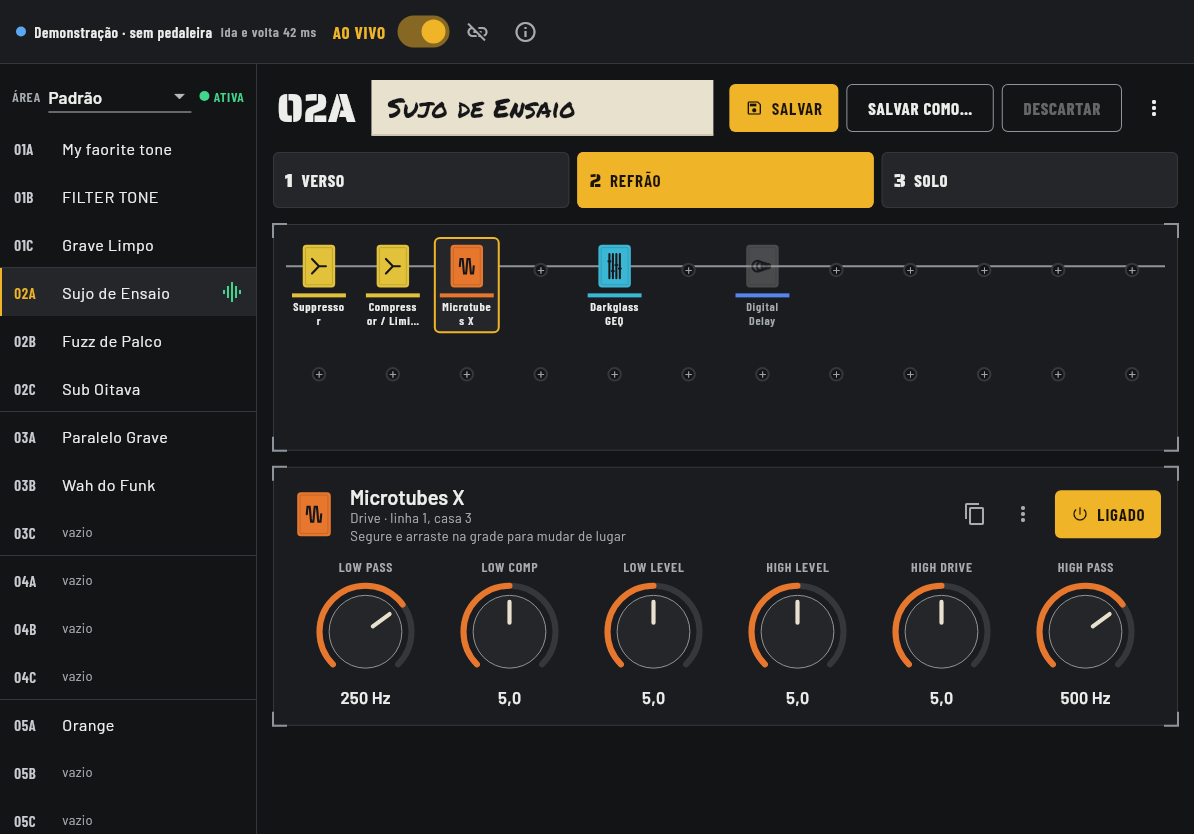 Demonstração · sem pedaleira Ida e volta 42 ms AO VIVO
ÁREA Padrão ATIVA
01A My faorite tone
01B FILTER TONE
01C Grave Limpo
02A Sujo de Ensaio
02B Fuzz de Palco
02C Sub Oitava
03A Paralelo Grave
03B Wah do Funk
03C vazio
04A vazio
04B vazio
04C vazio
05A Orange
05B vazio
05C vazio
02A Sujo de Ensaio SALVAR SALVAR COMO... DESCARTAR
1 VERSO 2 REFRÃO 3 SOLO
Suppresso
r
Compress
or / Limi...
Microtube
s X
Darkglass
GEQ
Digital
Delay
Microtubes X
Drive · linha 1, casa 3
Segure e arraste na grade para mudar de lugar
LIGADO
LOW PASS LOW COMP LOW LEVEL HIGH LEVEL HIGH DRIVE HIGH PASS
250 Hz 5,0 5,0 5,0 5,0 500 Hz